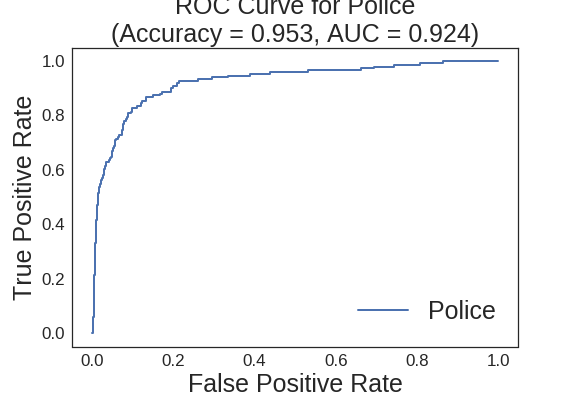 ROC Curve for Police
(Accuracy = 0.953, AUC = 0.924)
True Positive Rate
1.0
0.8
0.6
0.4
0.2
0.0
Police
0.0 0.2 0.4 0.6 0.8 1.0
False Positive Rate